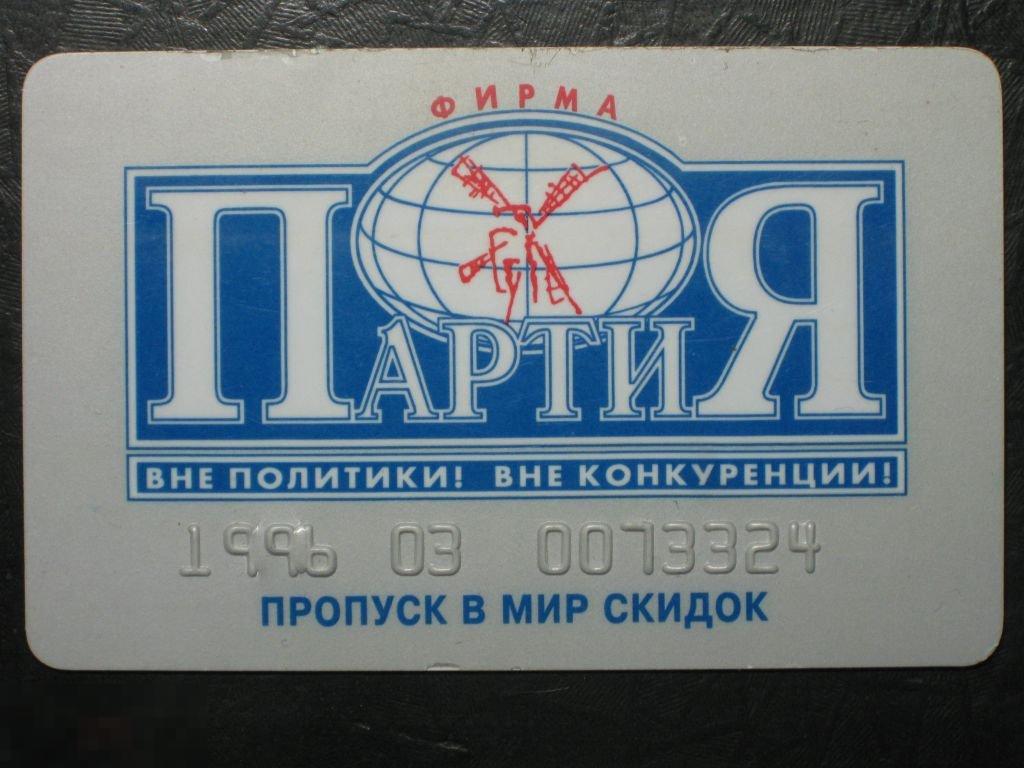 ФИРМА
ПАРТИЯ
ВНЕ ПОЛИТИКИ! ВНЕ КОНКУРЕНЦИИ!
1996 03 0073324
ПРОПУСК В МИР СКИДОК